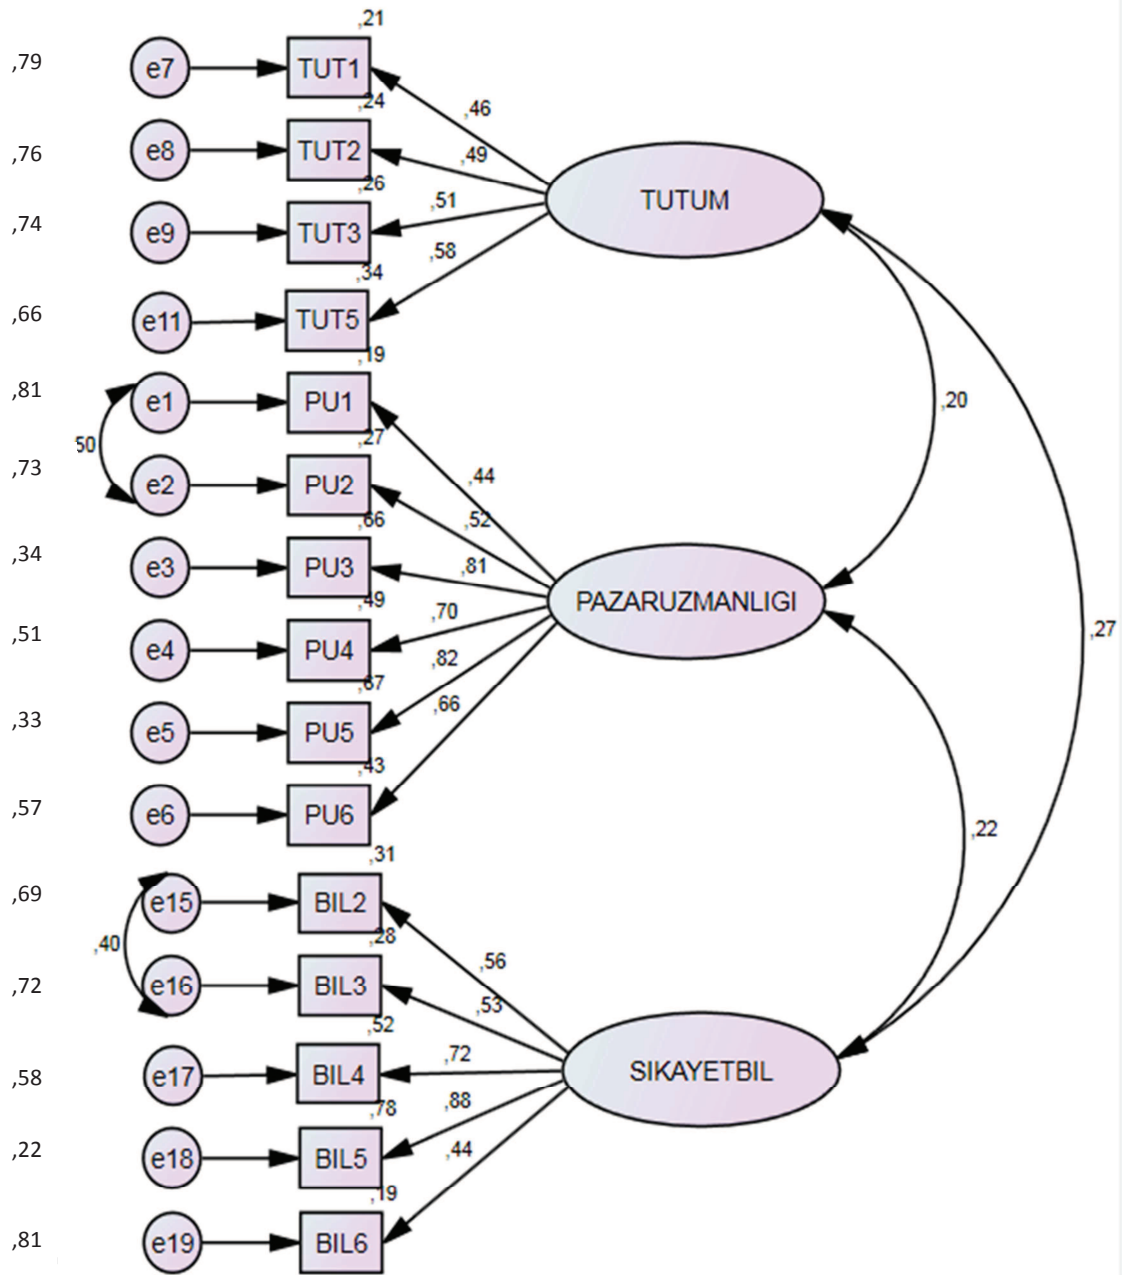 ,21
,79 e7 TUT1
,24 ,46
,76 e8 TUT2 ,49
,26 TUTUM
,74 e9 TUT3 ,51
,34 ,58
,66 e11 TUT5
,19
,81 e1 PU1 ,20
50 ,27
,73 e2 PU2 ,44
,66 ,52
,34 e3 PU3 ,81
,49 ,70 PAZARUZMANLIGI
,51 e4 PU4 ,82 ,27
,67 ,66
,33 e5 PU5
,43
,57 e6 PU6 ,22
,31
,69 e15 BIL2
,40 ,28 ,56
,72 e16 BIL3 ,53
,52 ,72
,58 e17 BIL4 SIKAYETBIL
,78 ,88
,22 e18 BIL5 ,44
,19
,81 e19 BIL6